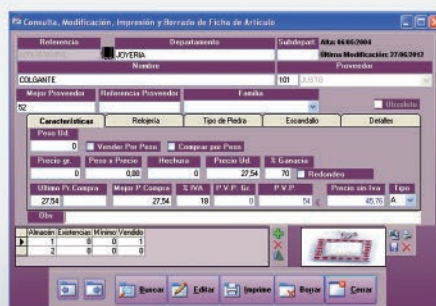 Consulta, Modificación, Impresión y Borrado de Ficha de Artículo
Referencia Departamento Subdepart. Alta: 06/06/2004
JOYERIA Última Modificación: 27/06/2012
Nombre Proveedor
COLGANTE 101 JUSTO
Mejor Proveedor Referencia Proveedor Familia
52 Obsoleto
Características Relojería Tipo de Piedra Escandallo Detalles
Peso Ud.
0 Vender Por Peso Comprar por Peso
Precio gr. Peso a Precio Hechura Precio Ud. % Ganacia
0 0,00 0 27,54 70 Redondeo
Ultimo Pr.Compra Mejor P.Compra % IVA P.V.P. Gr. P.V.P. Precio sin Iva Tipo
27,54 27,54 18 0 54 € 45,76 A
Obs
Almacén Existencias Mínimo Vendido
1 0 0 1
2 0 0 0
Buscar Editar Imprime Borrar Cerrar